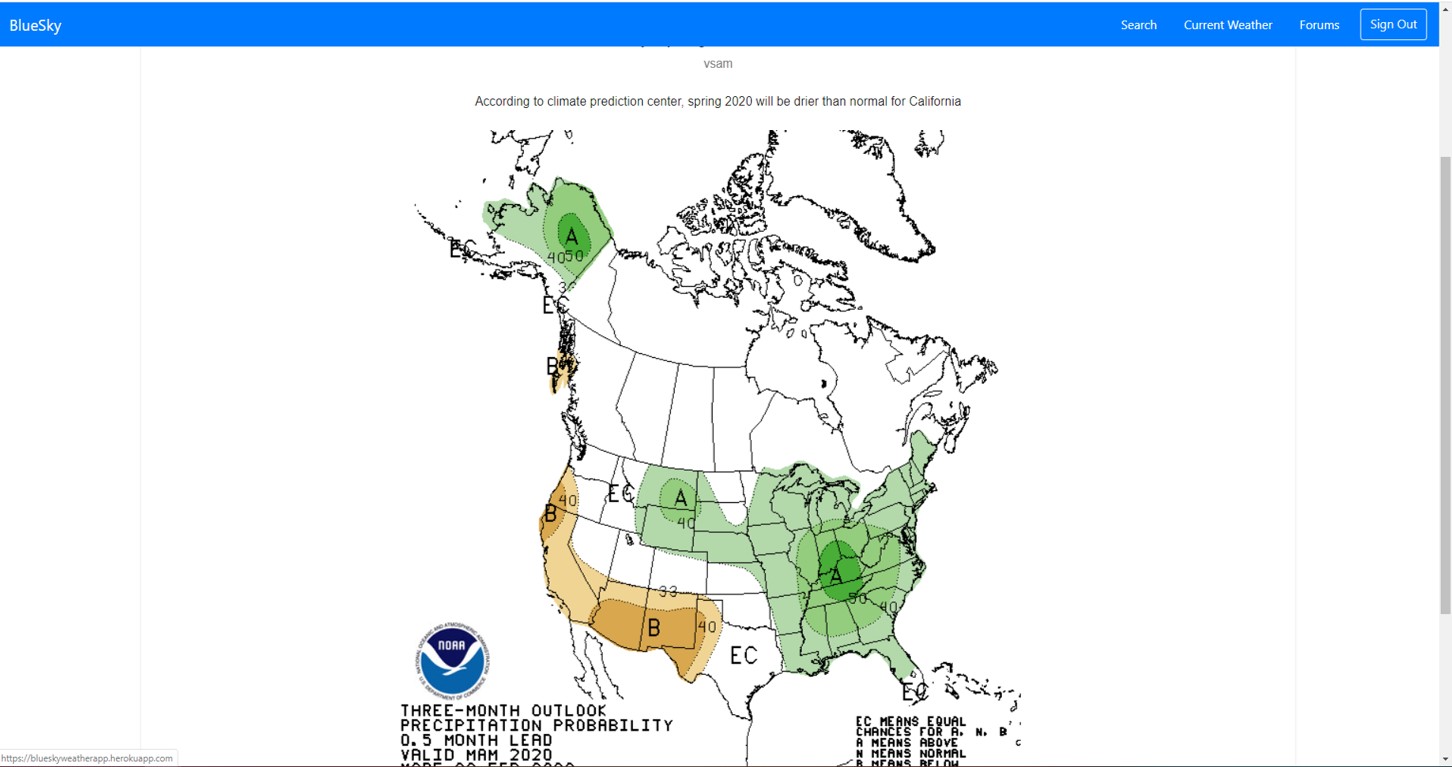 BlueSky
Search
Current Weather
Forums
Sign Out
vsam
According to climate prediction center, spring 2020 will be drier than normal for California
A
EC
40
50
EC
B
EC
A
40
B
40
A
33
50
40
B
40
EC
EC
NATIONAL OCEANIC AND ATMOSPHERIC ADMINISTRATION
NOAA
U.S. DEPARTMENT OF COMMERCE
THREE-MONTH OUTLOOK
PRECIPITATION PROBABILITY
0.5 MONTH LEAD
VALID MAM 2020
EC MEANS EQUAL
CHANCES FOR A, N, B
A MEANS ABOVE
N MEANS NORMAL
B MEANS BELOW
https://blueskyweatherapp.herokuapp.com